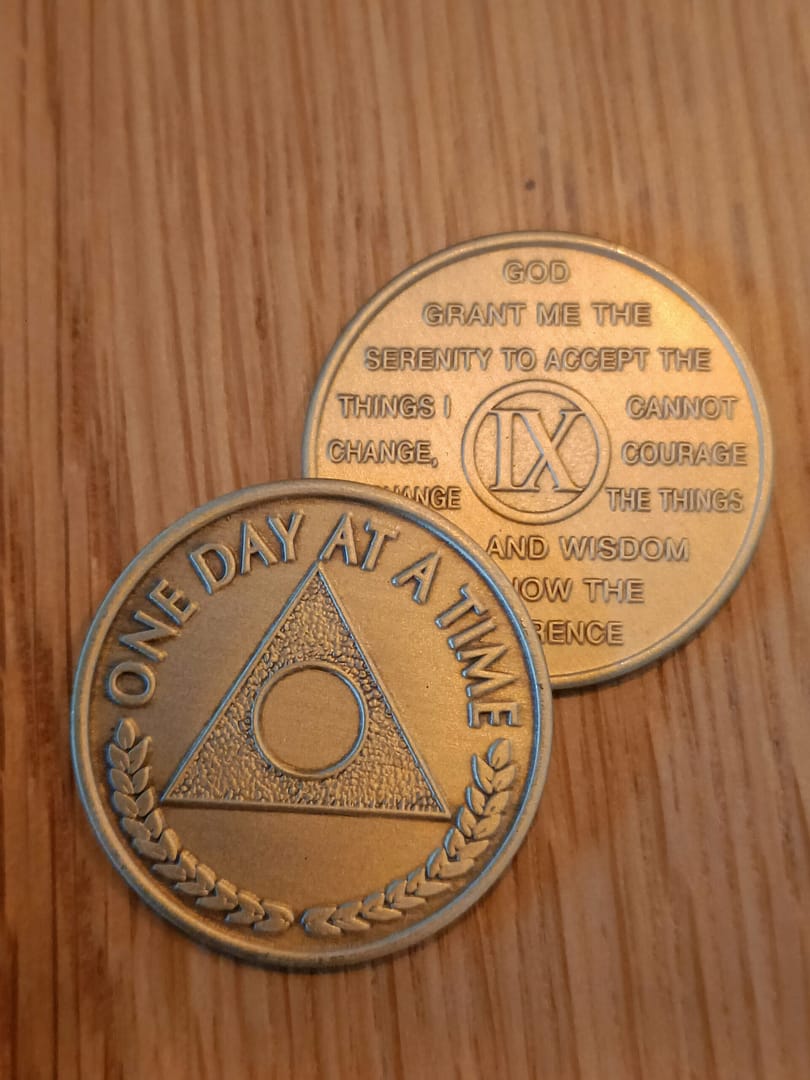 GOD
GRANT ME THE
SERENITY TO ACCEPT THE
THINGS I CANNOT
CHANGE, COURAGE
THE THINGS
IX
AND WISDOM
THE
ONE DAY AT A TIME